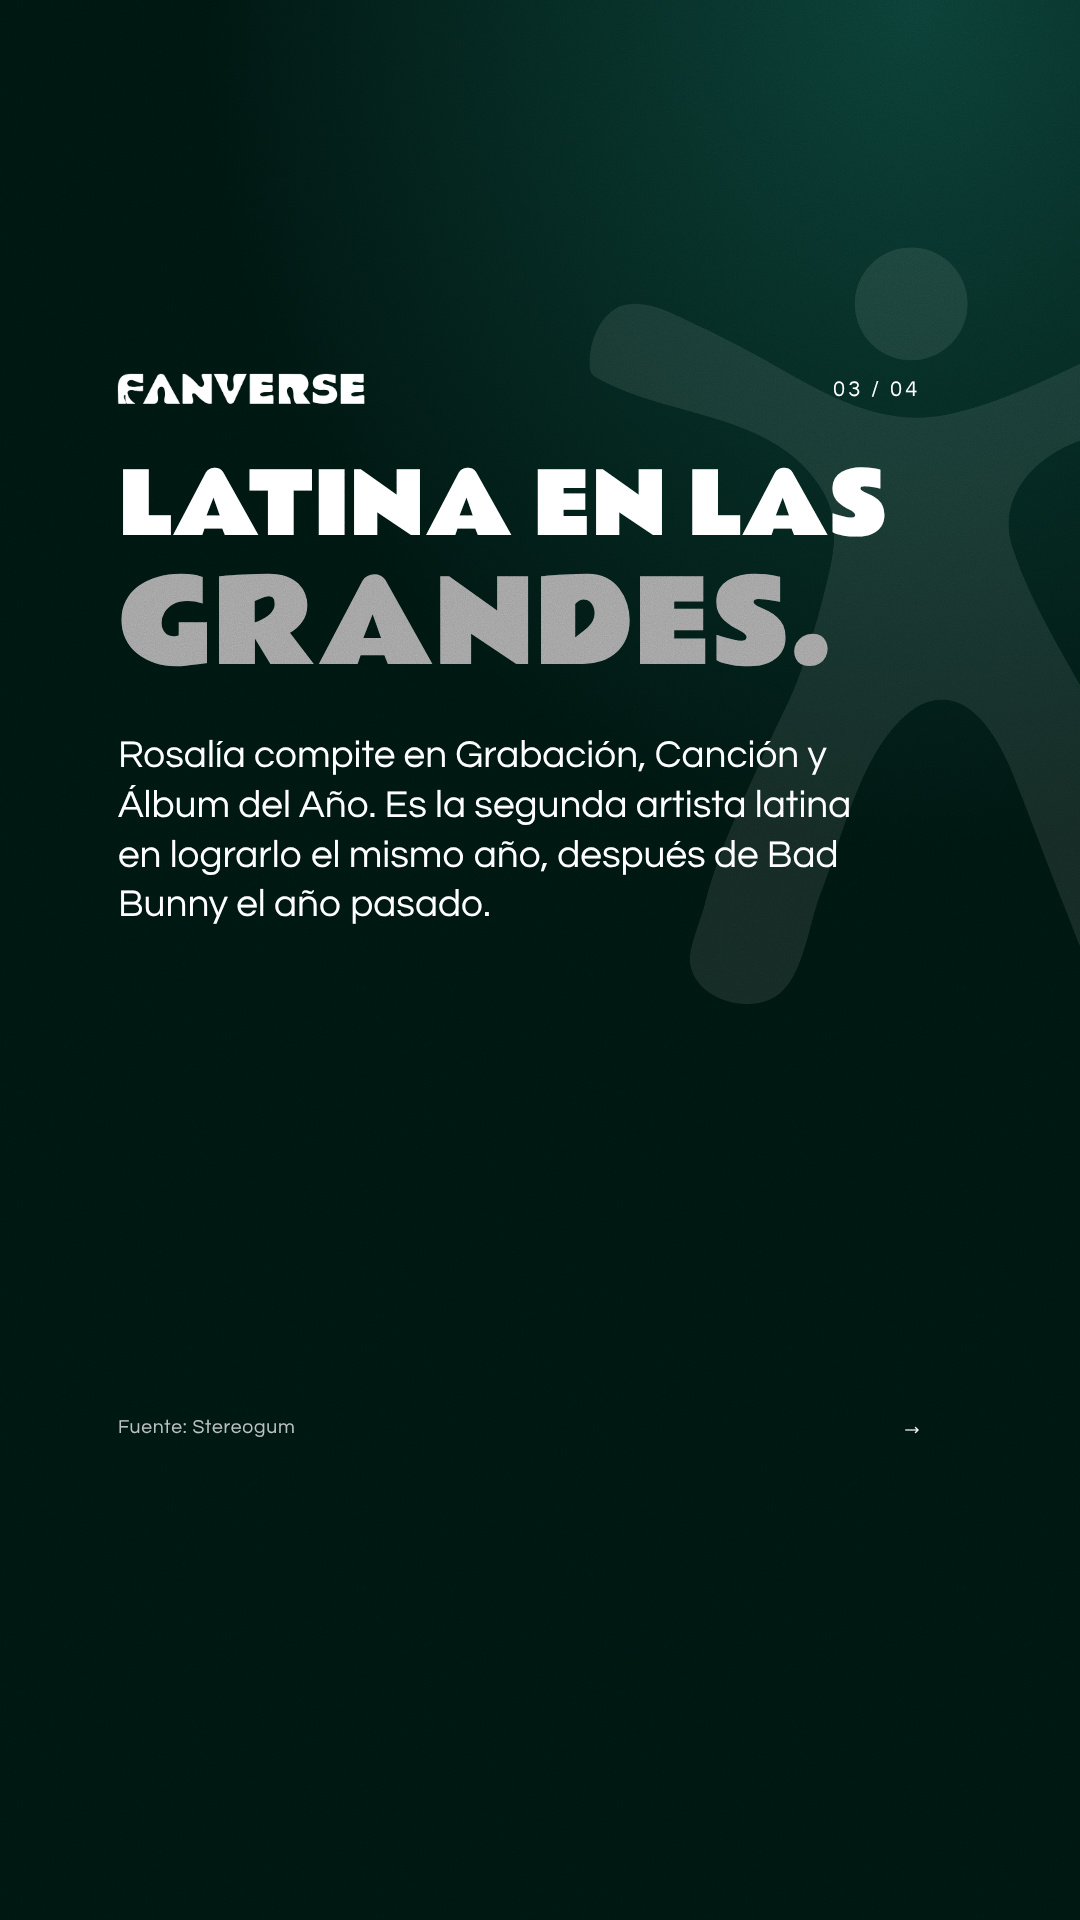 FANVERSE
03 / 04
LATINA EN LAS
GRANDES.
Rosalía compite en Grabación, Canción y
Álbum del Año. Es la segunda artista latina
en lograrlo el mismo año, después de Bad
Bunny el año pasado.
Fuente: Stereogum
→